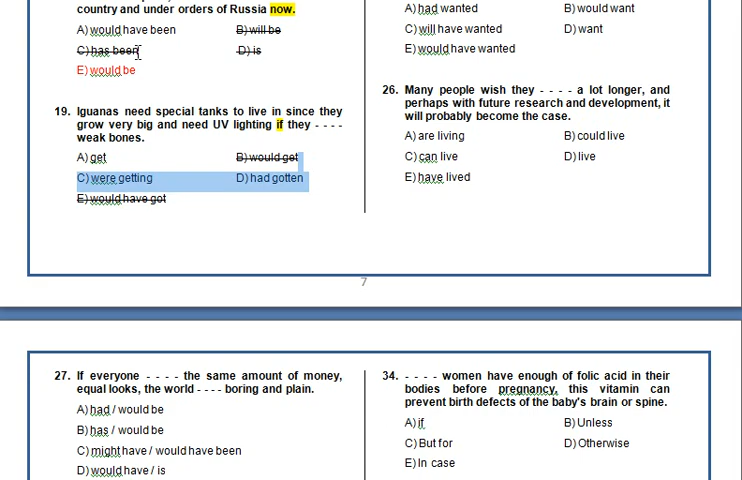 country and under orders of Russia now.
A) would have been B) will be
C) has been D) is
E) would be
19. Iguanas need special tanks to live in since they
grow very big and need UV lighting if they - - - -
weak bones.
A) get B) would get
C) were getting D) had gotten
E) would have got
A) had wanted B) would want
C) will have wanted D) want
E) would have wanted
26. Many people wish they - - - - a lot longer, and
perhaps with future research and development, it
will probably become the case.
A) are living B) could live
C) can live D) live
E) have lived
7
27. If everyone - - - - the same amount of money,
equal looks, the world - - - - boring and plain.
A) had / would be
B) has / would be
C) might have / would have been
D) would have / is
34. - - - - women have enough of folic acid in their
bodies before pregnancy, this vitamin can
prevent birth defects of the baby's brain or spine.
A) if B) Unless
C) But for D) Otherwise
E) In case